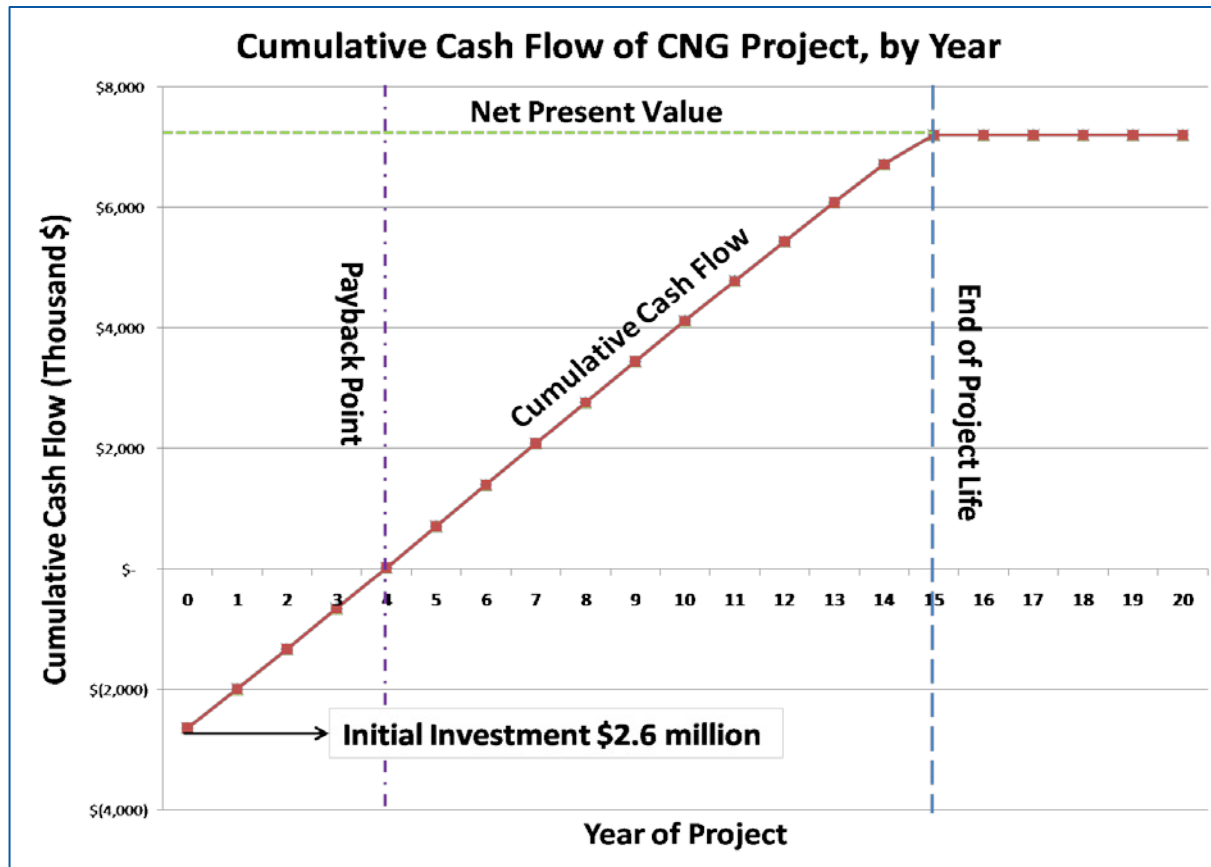 Cumulative Cash Flow of CNG Project, by Year
$8,000
Net Present Value
$6,000
Cumulative Cash Flow (Thousand $)
Payback Point
Cumulative Cash Flow
End of Project Life
$4,000
$2,000
$-
0 1 2 3 4 5 6 7 8 9 10 11 12 13 14 15 16 17 18 19 20
$(2,000)
Initial Investment $2.6 million
$(4,000)
Year of Project